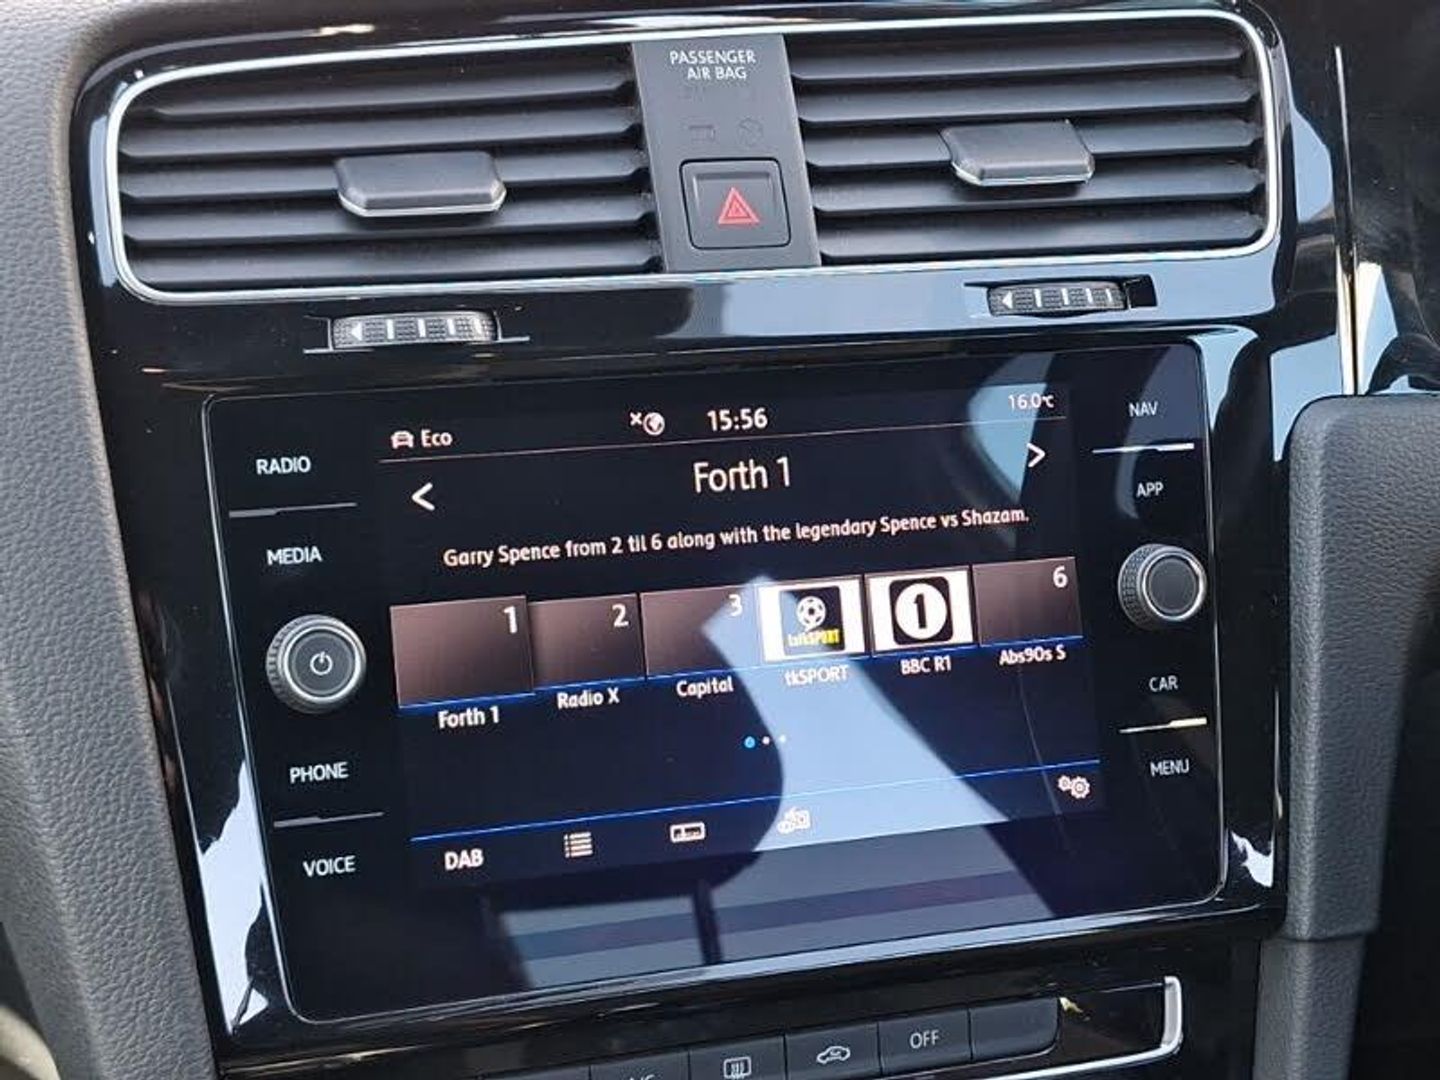 PASSENGER
AIR BAG
RADIO
MEDIA
PHONE
VOICE
Eco
15:56
16.0°C
Forth 1
Garry Spence from 2 til 6 along with the legendary Spence vs Shazam.
1
2
3
talkSPORT
1
6
Forth 1
Radio X
Capital
tkSPORT
BBC R1
Abs90s S
DAB
NAV
APP
CAR
MENU
OFF